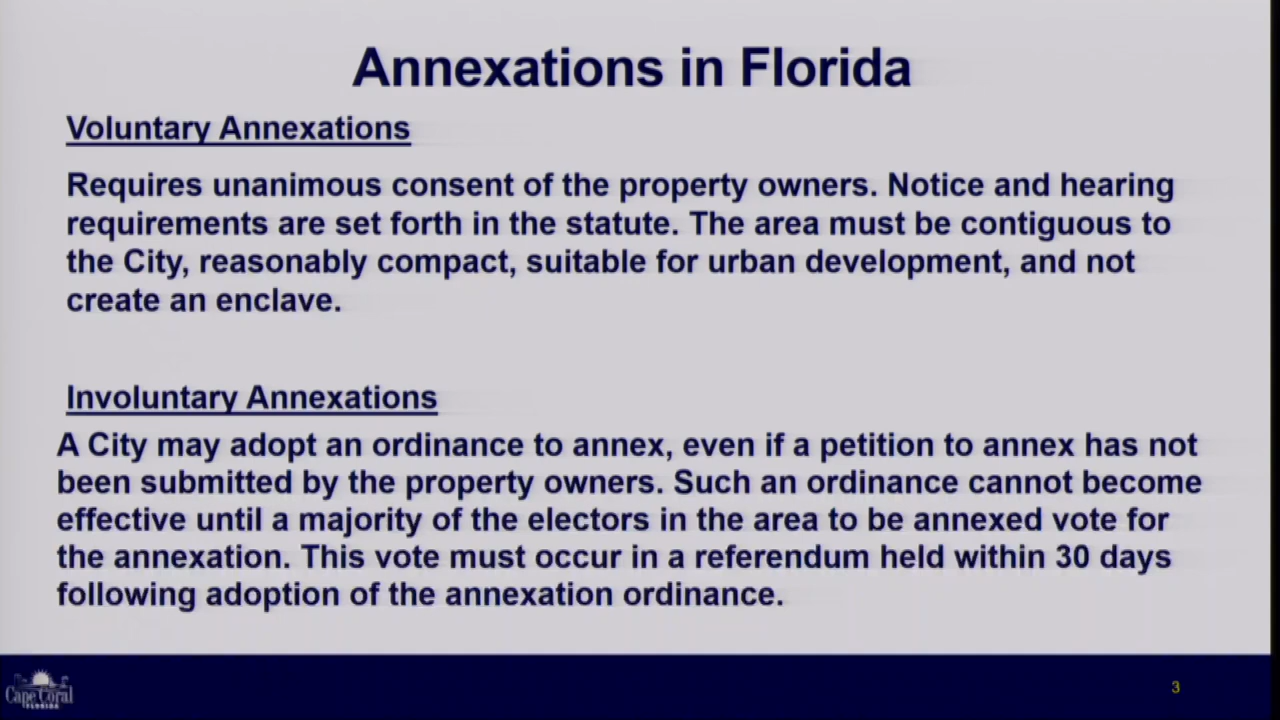 Annexations in Florida
Voluntary Annexations
Requires unanimous consent of the property owners. Notice and hearing
requirements are set forth in the statute. The area must be contiguous to
the City, reasonably compact, suitable for urban development, and not
create an enclave.
Involuntary Annexations
A City may adopt an ordinance to annex, even if a petition to annex has not
been submitted by the property owners. Such an ordinance cannot become
effective until a majority of the electors in the area to be annexed vote for
the annexation. This vote must occur in a referendum held within 30 days
following adoption of the annexation ordinance.
Cape Coral
FLORIDA
3